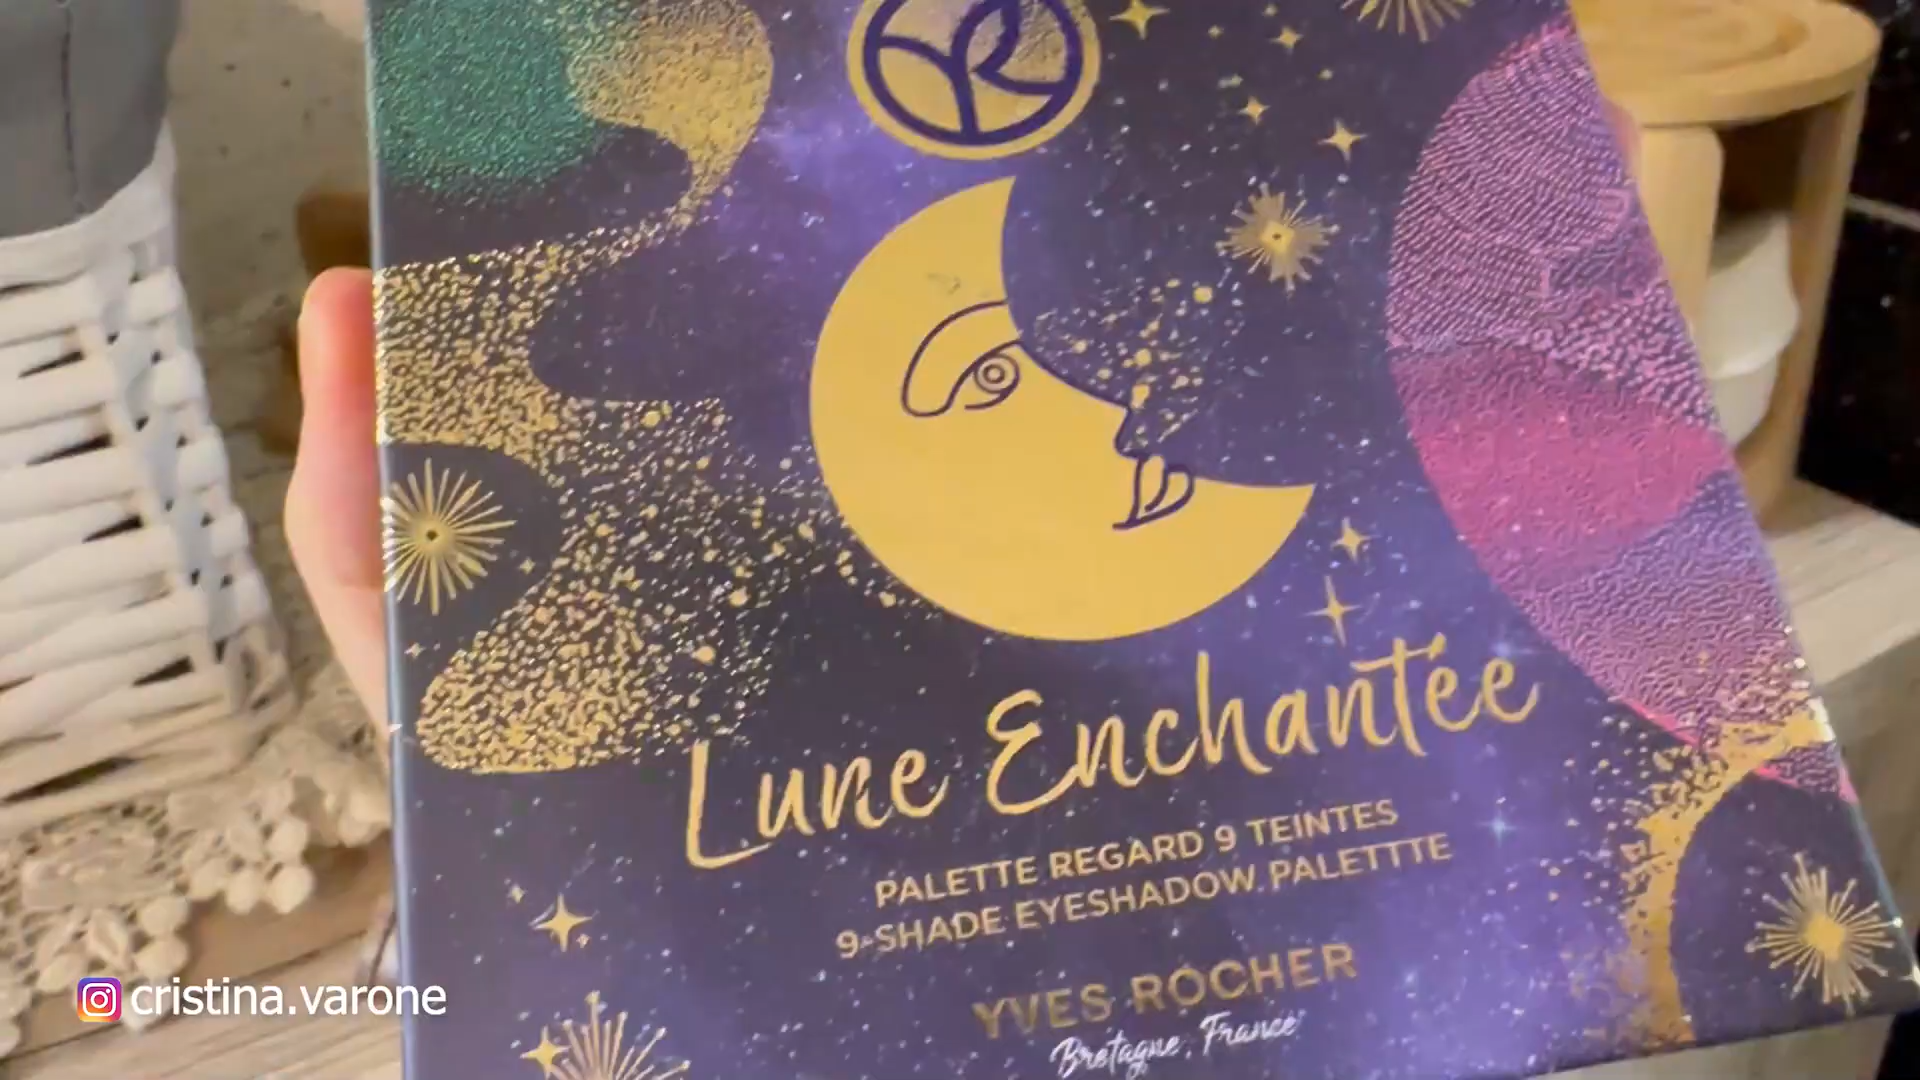 Lune Enchantée
PALETTE REGARD 9 TEINTES
9-SHADE EYESHADOW PALETTTE
YVES ROCHER
Bretagne, France
cristina.varone